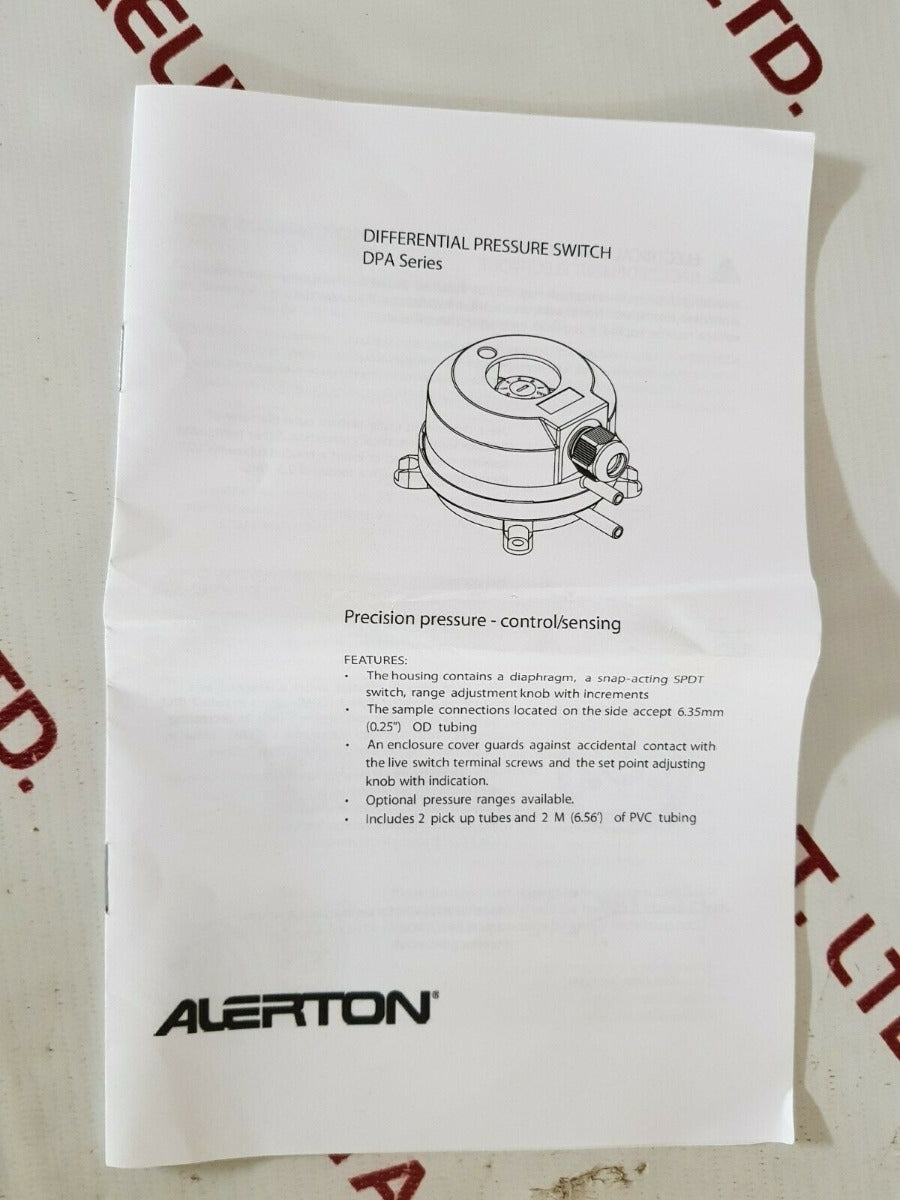 LTD.
DIFFERENTIAL PRESSURE SWITCH
DPA Series
Precision pressure - control/sensing
FEATURES:
• The housing contains a diaphragm, a snap-acting SPDT
switch, range adjustment knob with increments
• The sample connections located on the side accept 6.35mm
(0.25") OD tubing
• An enclosure cover guards against accidental contact with
the live switch terminal screws and the set point adjusting
knob with indication.
• Optional pressure ranges available.
• Includes 2 pick up tubes and 2 M (6.56') of PVC tubing
ALERTON®